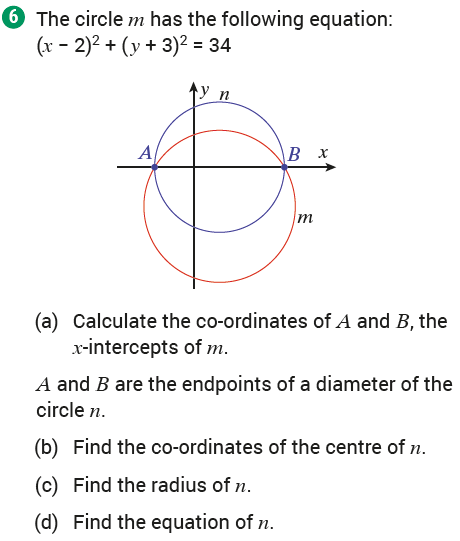 6 The circle m has the following equation:
(x − 2)² + (y + 3)² = 34
y n
A B x
m
(a) Calculate the co-ordinates of A and B, the
x-intercepts of m.
A and B are the endpoints of a diameter of the
circle n.
(b) Find the co-ordinates of the centre of n.
(c) Find the radius of n.
(d) Find the equation of n.